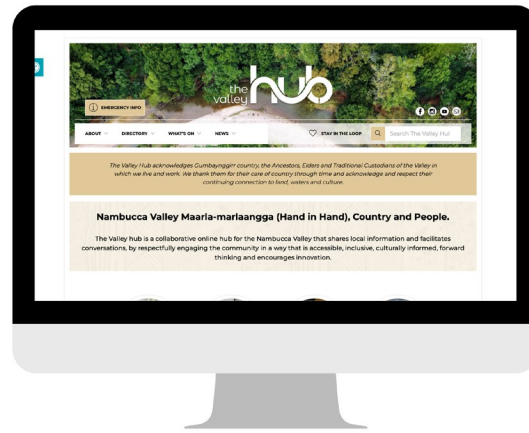 the valley hub
EMERGENCY INFO
ABOUT DIRECTORY WHAT'S ON NEWS STAY IN THE LOOP Search The Valley Hub
The Valley Hub acknowledges Gumbaynggirr country, the Ancestors, Elders and Traditional Custodians of the Valley in
which we live and work. We thank them for their care of country through time and acknowledge and respect their
continuing connection to land, waters and culture.
Nambucca Valley Maarla-marlaangga (Hand in Hand), Country and People.
The Valley hub is a collaborative online hub for the Nambucca Valley that shares local information and facilitates
conversations, by respectfully engaging the community in a way that is accessible, inclusive, culturally informed, forward
thinking and encourages innovation.